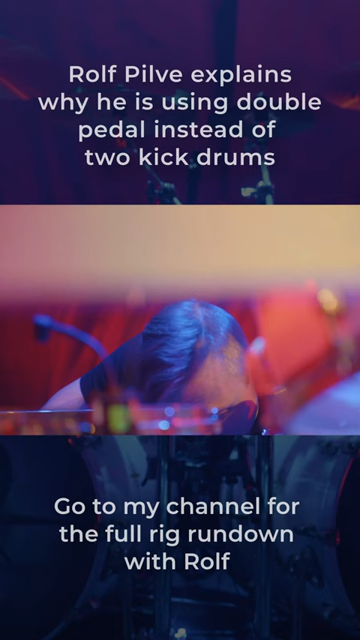 Rolf Pilve explains
why he is using double
pedal instead of
two kick drums
Go to my channel for
the full rig rundown
with Rolf